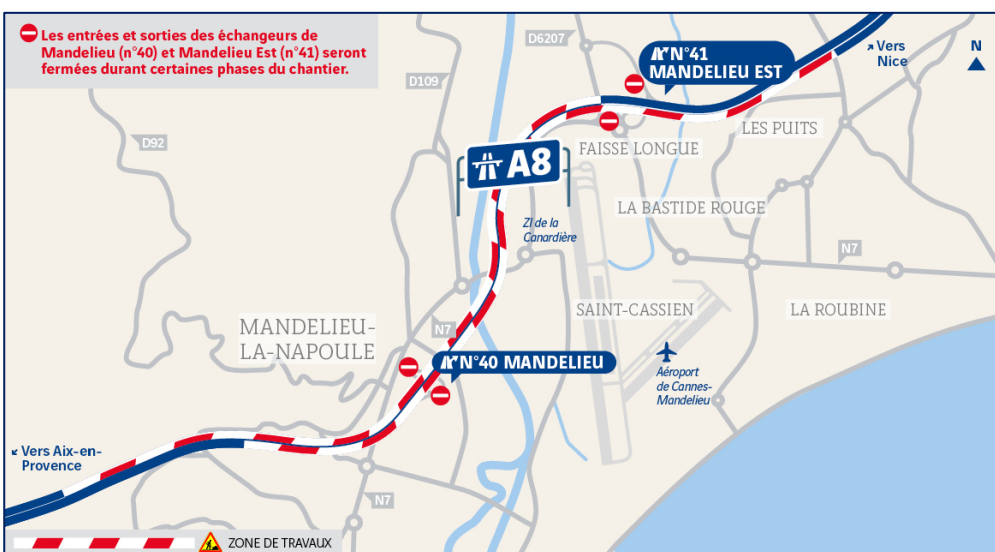 Les entrées et sorties des échangeurs de
Mandelieu (n°40) et Mandelieu Est (n°41) seront
fermées durant certaines phases du chantier.
D6207
N°41
MANDELIEU EST
Vers
Nice
N
D109
D92
LES PUITS
FAISSE LONGUE
A8
LA BASTIDE ROUGE
ZI de la
Canardière
N7
SAINT-CASSIEN
LA ROUBINE
MANDELIEU-
LA-NAPOULE
N7
N°40 MANDELIEU
Aéroport
de Cannes-
Mandelieu
Vers Aix-en-
Provence
N7
ZONE DE TRAVAUX